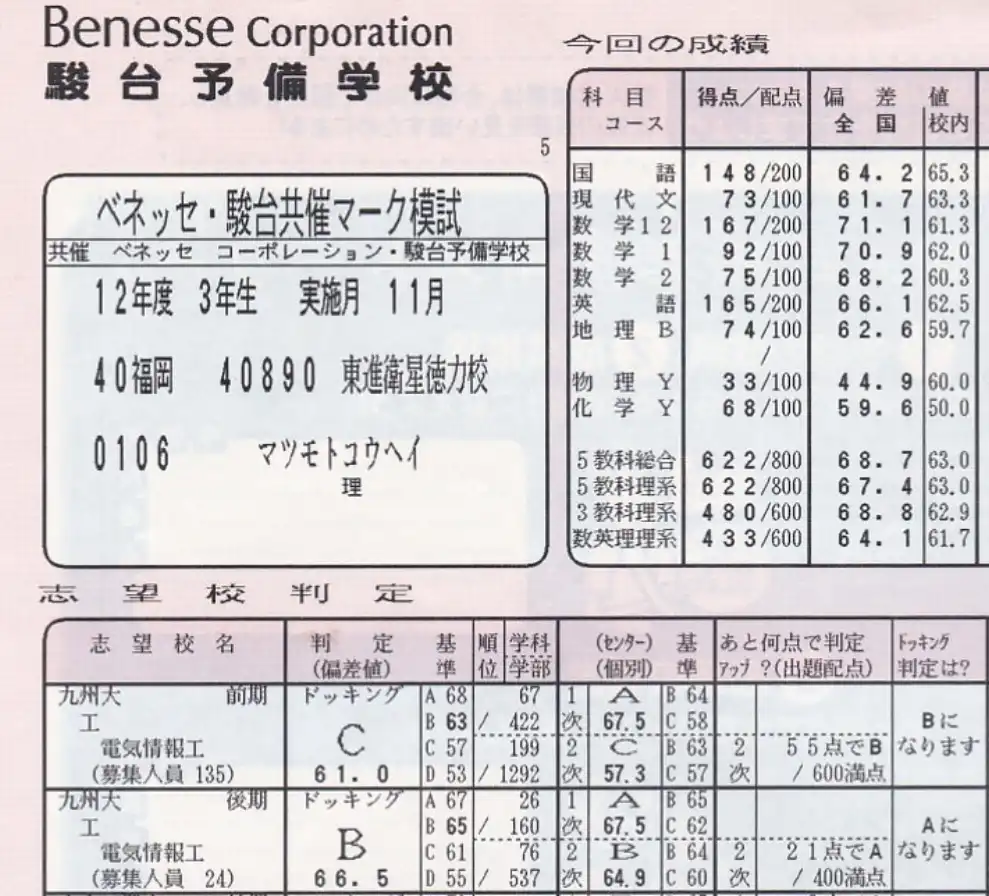 Benesse Corporation
駿台予備学校
5
ベネッセ・駿台共催マーク模試
共催 ベネッセ コーポレーション・駿台予備学校
12年度 3年生 実施月 11月
40福岡 40890 東進衛星徳力校
0106 マツモトコウヘイ
理
今回の成績
科目 得点/配点 偏差値
コース 全国 校内
国語 148/200 64.2 65.3
現代文 73/100 61.7 63.3
数学12 167/200 71.1 61.3
数学1 92/100 70.9 62.0
数学2 75/100 68.2 60.3
英語 165/200 66.1 62.5
地理B 74/100 62.6 59.7
/
物理Y 33/100 44.9 60.0
化学Y 68/100 59.6 50.0
5教科総合 622/800 68.7 63.0
5教科理系 622/800 67.4 63.0
3教科理系 480/600 68.8 62.9
数英理理系 433/600 64.1 61.7
志望校判定
志望校名 判定 基 順 学科 (センター) 基 あと何点で判定 ドッキング
(偏差値) 準 位 学部 (個別) 準 アップ?(出題配点) 判定は?
九州大 前期 ドッキング A 68 67 1 A B 64
工 C B 63 / 422 次 67.5 C 58 Bに
電気情報工 C 57 199 2 C B 63 2 55点でB なります
(募集人員 135) 61.0 D 53 / 1292 次 57.3 C 57 次 / 600満点
九州大 後期 ドッキング A 67 26 1 A B 65
工 B B 65 / 160 次 67.5 C 62 Aに
電気情報工 C 61 76 2 B B 64 2 21点でA なります
(募集人員 24) 66.5 D 55 / 537 次 64.9 C 60 次 / 400満点